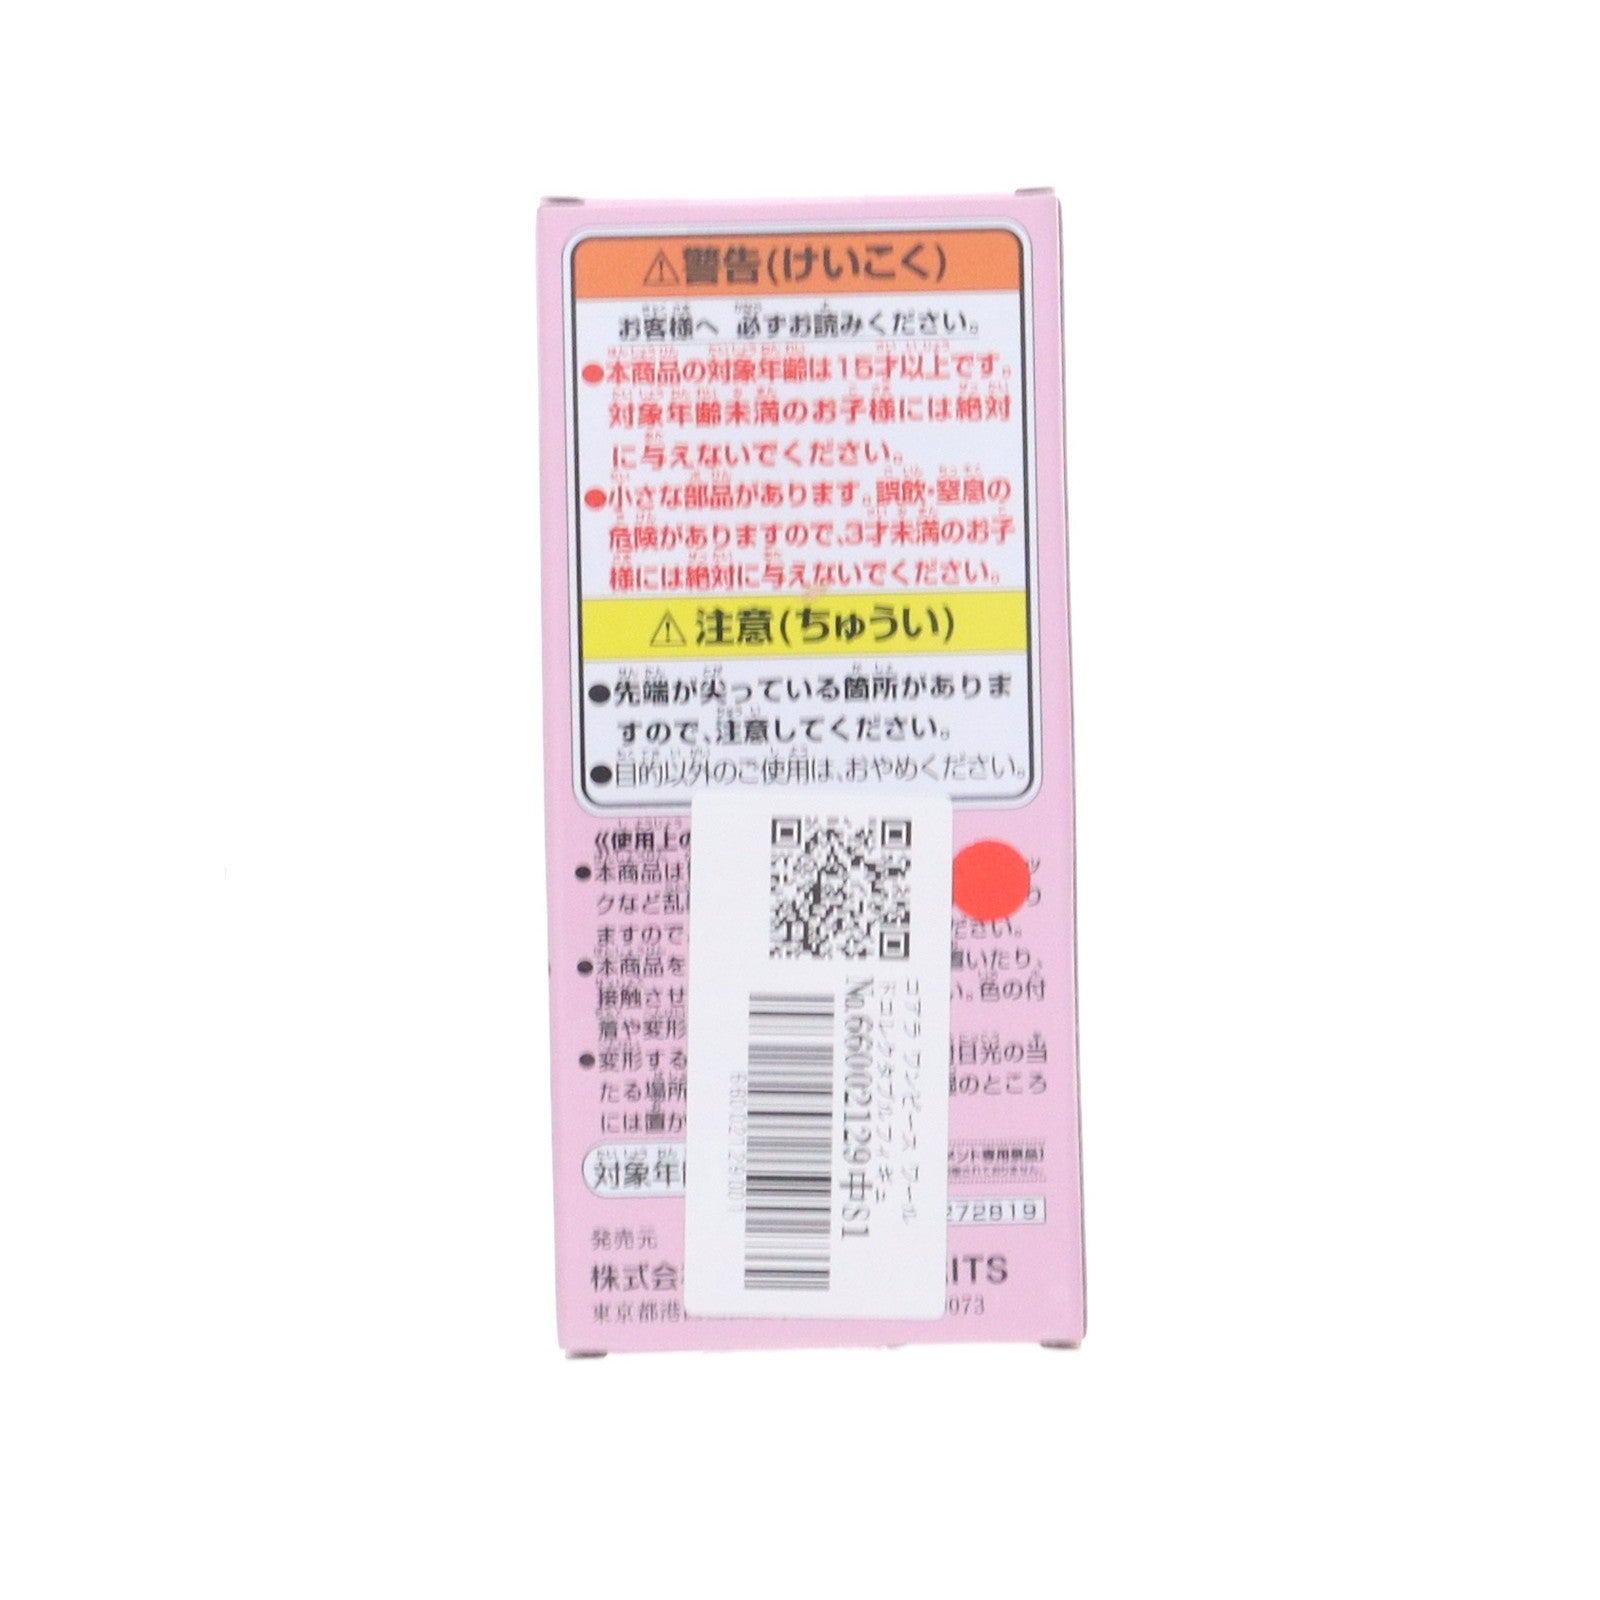 ⚠警告(けいこく)
お客様へ 必ずお読みください。
●本商品の対象年齢は15才以上です。
対象年齢未満のお子様には絶対
に与えないでください。
●小さな部品があります。誤飲・窒息の
危険がありますので、3才未満のお子
様には絶対に与えないでください。
⚠注意(ちゅうい)
●先端が尖っている箇所がありま
すので、注意してください。
●目的以外のご使用は、おやめください。
《使用上の
●本商品は
クなど乱
ますので、
ださい。
●本商品を
置いたり、
接触させ
い。色の付
着や変形
●変形する
日光の当
たる場所
のところ
には置か
対象年
272819
発売元
株式会
ITS
東京都港
073
コアラ ワンピース ワール
ドコレクタブルフィギュ
No.66002129中S1